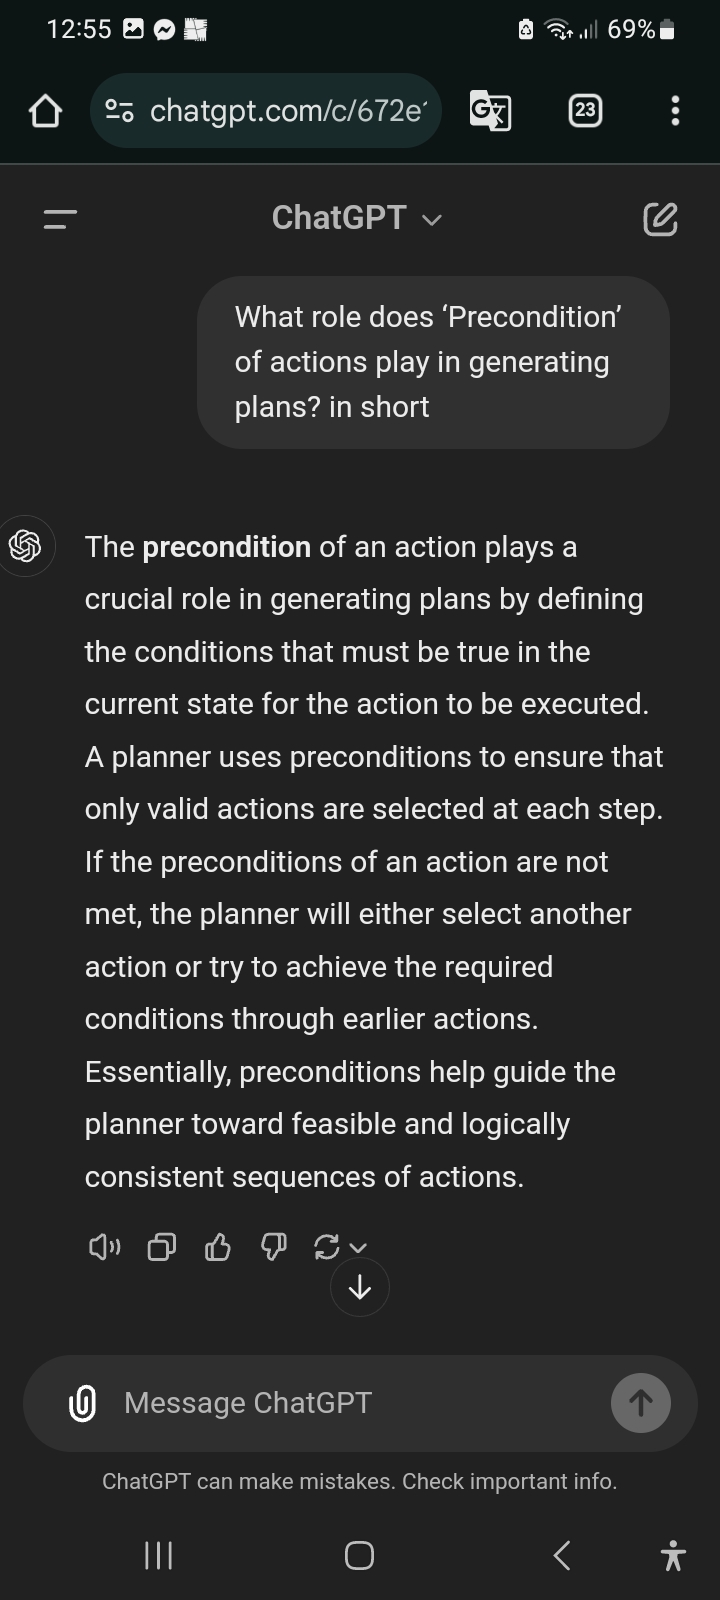 12:55 69%
chatgpt.com/c/672e 23
ChatGPT
What role does ‘Precondition’
of actions play in generating
plans? in short
The precondition of an action plays a
crucial role in generating plans by defining
the conditions that must be true in the
current state for the action to be executed.
A planner uses preconditions to ensure that
only valid actions are selected at each step.
If the preconditions of an action are not
met, the planner will either select another
action or try to achieve the required
conditions through earlier actions.
Essentially, preconditions help guide the
planner toward feasible and logically
consistent sequences of actions.
Message ChatGPT
ChatGPT can make mistakes. Check important info.